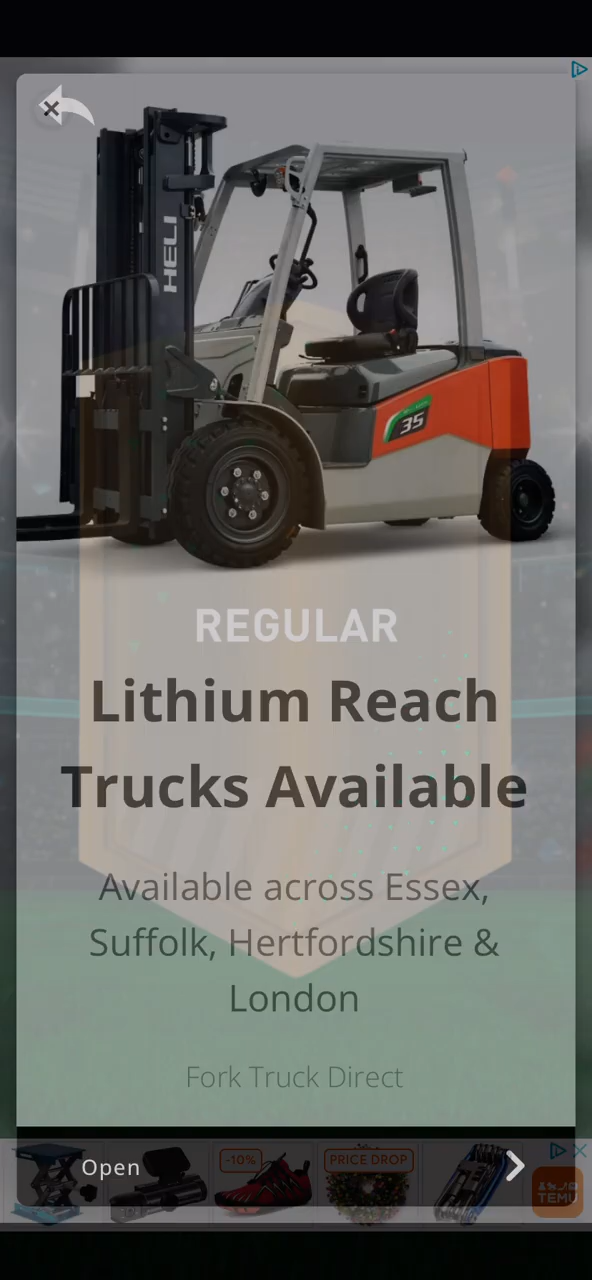 HELI
35
REGULAR
Lithium Reach
Trucks Available
Available across Essex,
Suffolk, Hertfordshire &
London
Fork Truck Direct
Open
-10%
PRICE DROP
TEMU